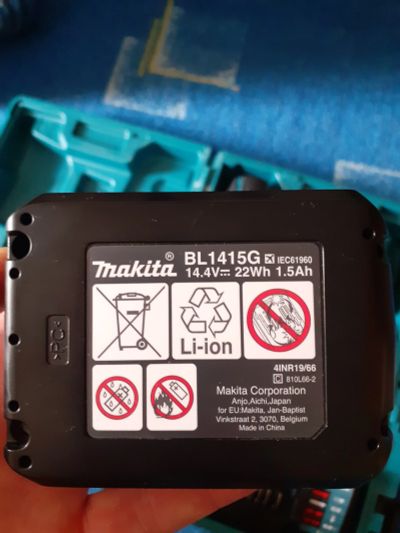 makita® BL1415G IEC61960
14.4V 22Wh 1.5Ah
Li-ion
4INR19/66
C 810L66-2
Makita Corporation
Anjo,Aichi,Japan
for EU:Makita, Jan-Baptist
Vinkstraat 2, 3070, Belgium
Made in China
>PC<